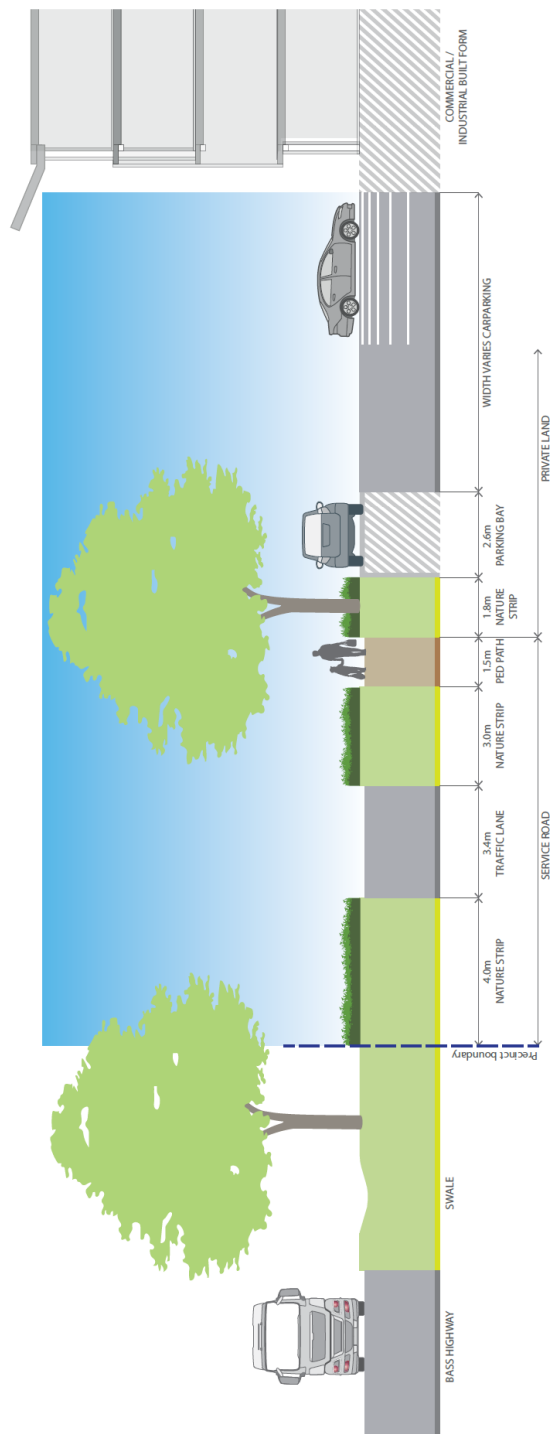 BASS HIGHWAY
SWALE
Precinct boundary
4.0m
NATURE STRIP
3.4m
TRAFFIC LANE
3.0m
NATURE STRIP
1.5m
PED PATH
1.8m
NATURE
STRIP
2.6m
PARKING BAY
WIDTH VARIES CARPARKING
COMMERCIAL /
INDUSTRIAL BUILT FORM
SERVICE ROAD
PRIVATE LAND